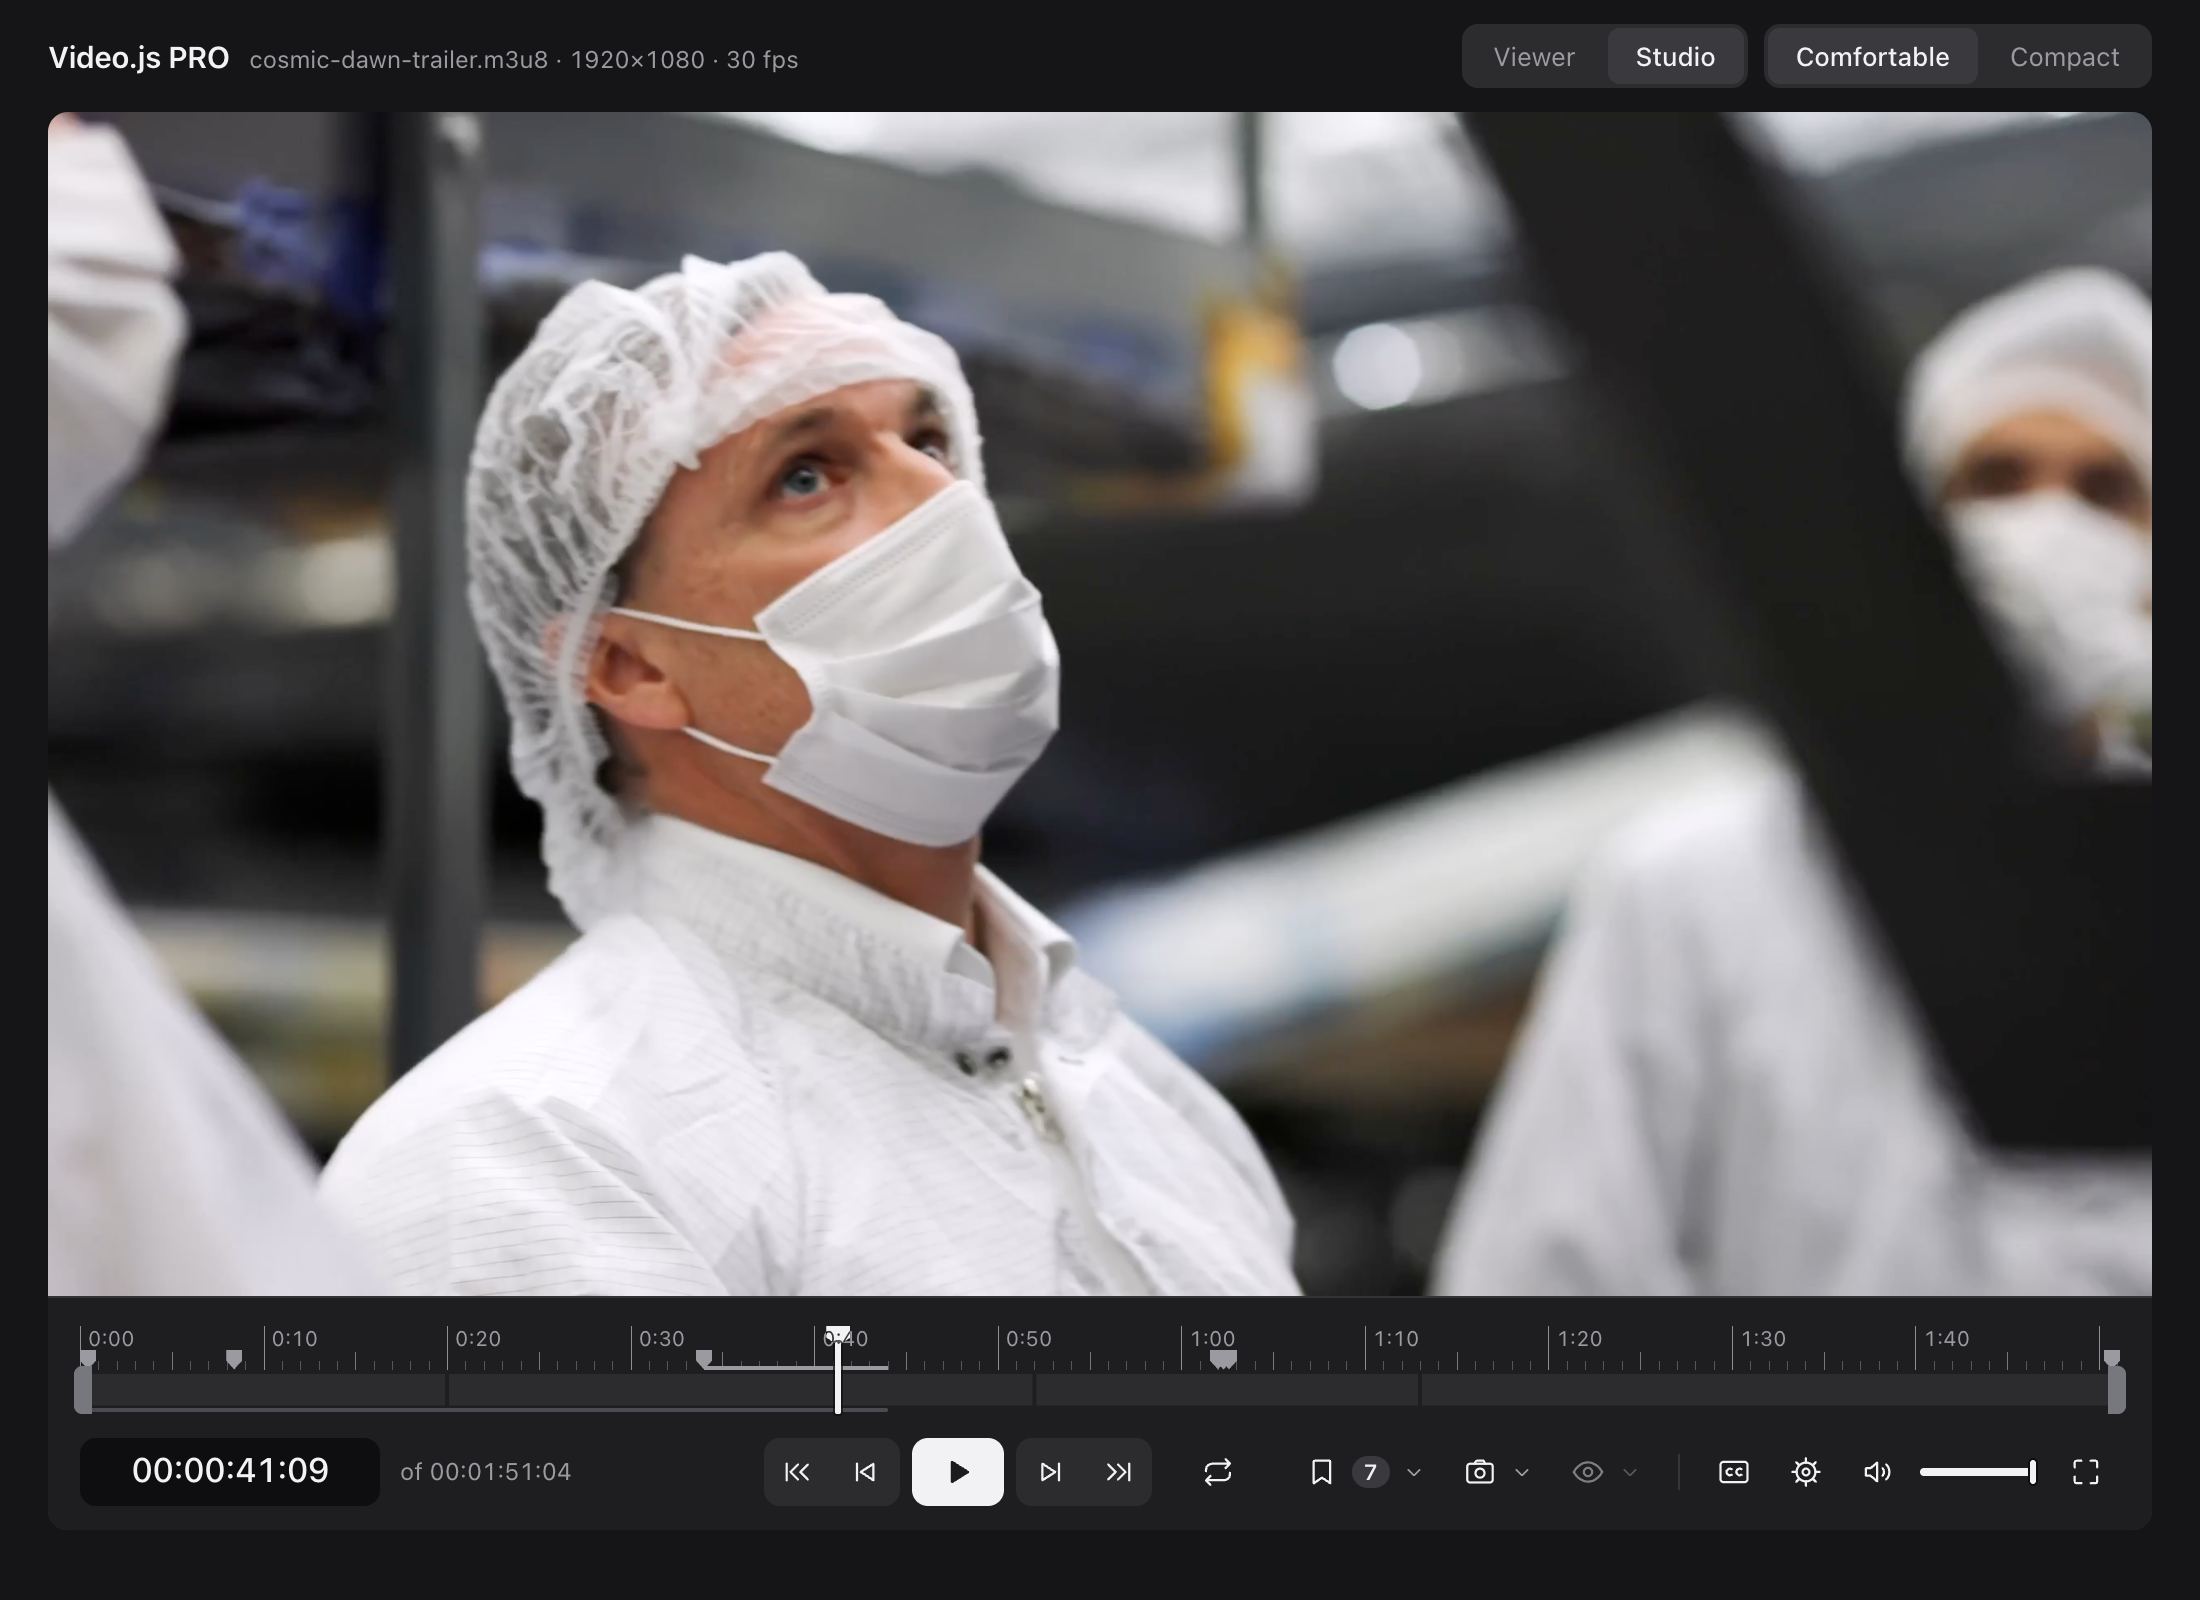 Video.js PRO cosmic-dawn-trailer.m3u8 · 1920×1080 · 30 fps
Viewer Studio Comfortable Compact
0:00 0:10 0:20 0:30 0:40 0:50 1:00 1:10 1:20 1:30 1:40
00:00:41:09 of 00:01:51:04 7 CC